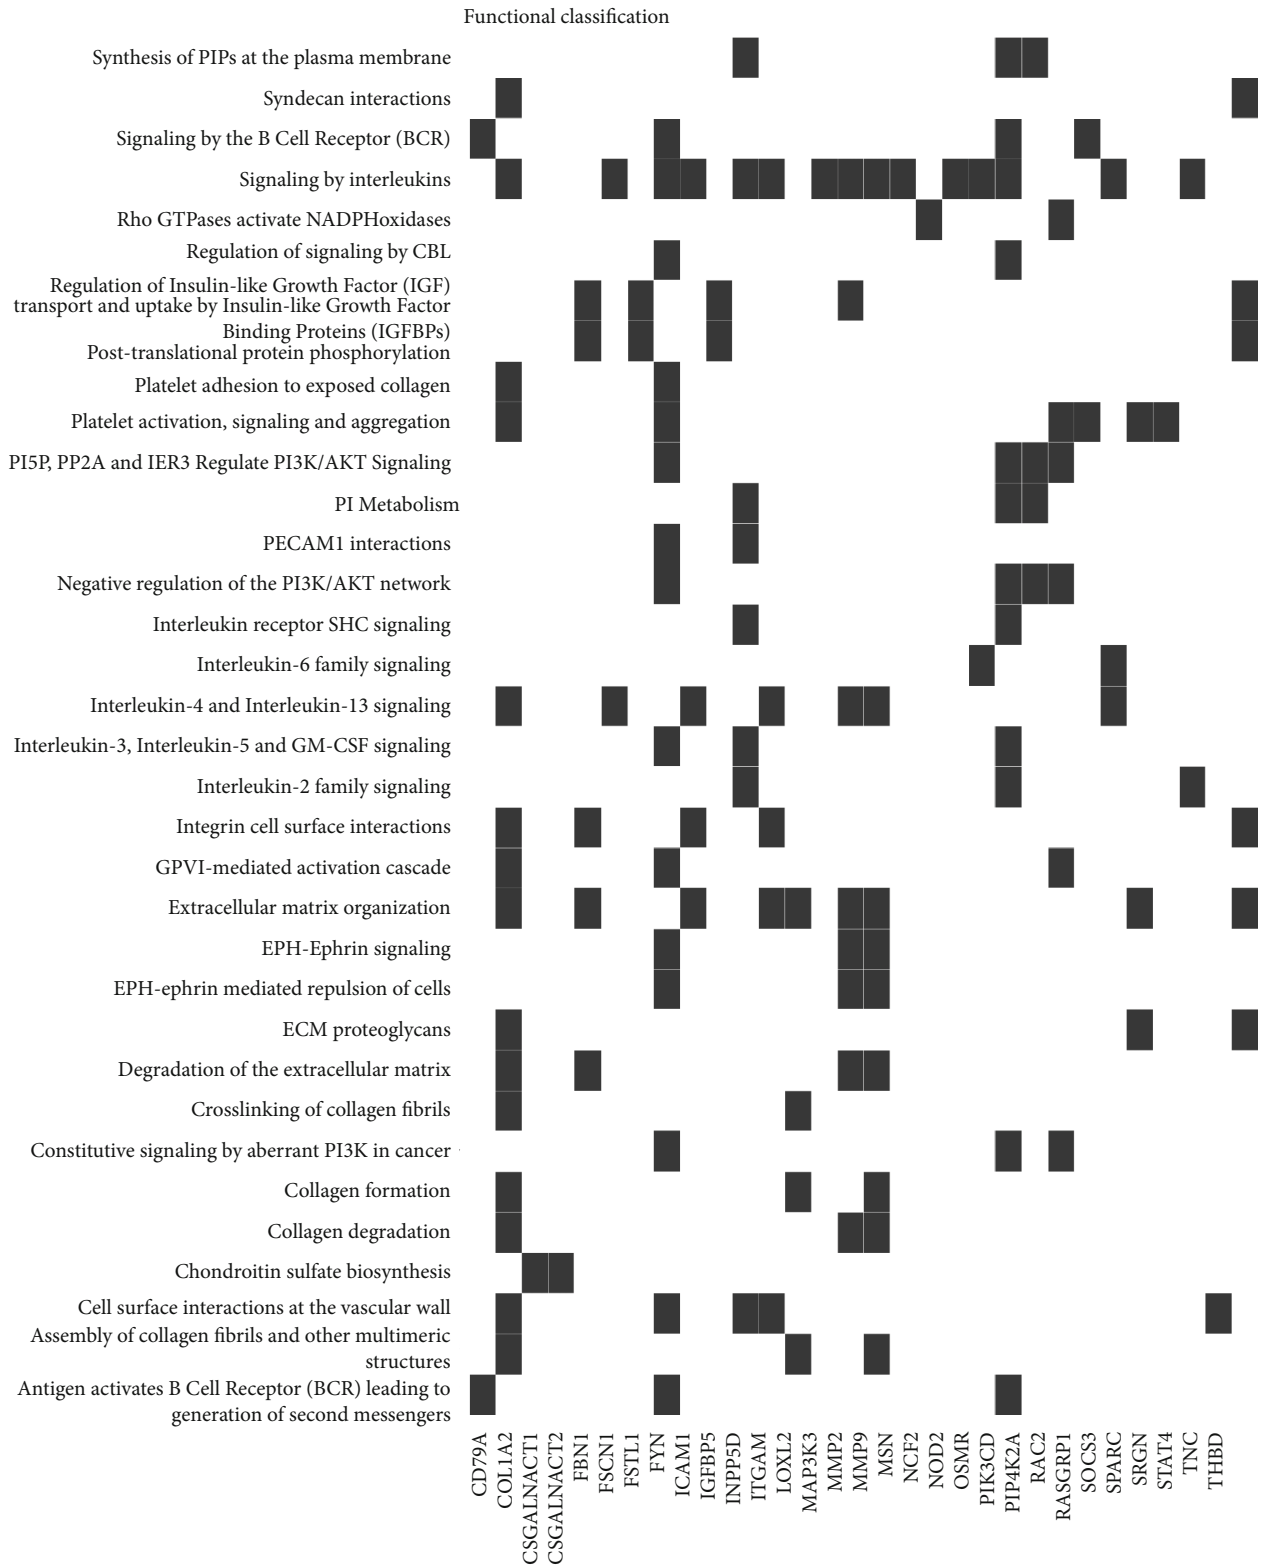 Functional classification
Synthesis of PIPs at the plasma membrane
Syndecan interactions
Signaling by the B Cell Receptor (BCR)
Signaling by interleukins
Rho GTPases activate NADPHoxidases
Regulation of signaling by CBL
Regulation of Insulin-like Growth Factor (IGF)
transport and uptake by Insulin-like Growth Factor
Binding Proteins (IGFBPs)
Post-translational protein phosphorylation
Platelet adhesion to exposed collagen
Platelet activation, signaling and aggregation
PI5P, PP2A and IER3 Regulate PI3K/AKT Signaling
PI Metabolism
PECAM1 interactions
Negative regulation of the PI3K/AKT network
Interleukin receptor SHC signaling
Interleukin-6 family signaling
Interleukin-4 and Interleukin-13 signaling
Interleukin-3, Interleukin-5 and GM-CSF signaling
Interleukin-2 family signaling
Integrin cell surface interactions
GPVI-mediated activation cascade
Extracellular matrix organization
EPH-Ephrin signaling
EPH-ephrin mediated repulsion of cells
ECM proteoglycans
Degradation of the extracellular matrix
Crosslinking of collagen fibrils
Constitutive signaling by aberrant PI3K in cancer
Collagen formation
Collagen degradation
Chondroitin sulfate biosynthesis
Cell surface interactions at the vascular wall
Assembly of collagen fibrils and other multimeric
structures
Antigen activates B Cell Receptor (BCR) leading to
generation of second messengers
CD79A
COL1A2
CSGALNACT1
CSGALNACT2
FBN1
FSCN1
FSTL1
FYN
ICAM1
IGFBP5
INPP5D
ITGAM
LOXL2
MAP3K3
MMP2
MMP9
MSN
NCF2
NOD2
OSMR
PIK3CD
PIP4K2A
RAC2
RASGRP1
SOCS3
SPARC
SRGN
STAT4
TNC
THBD